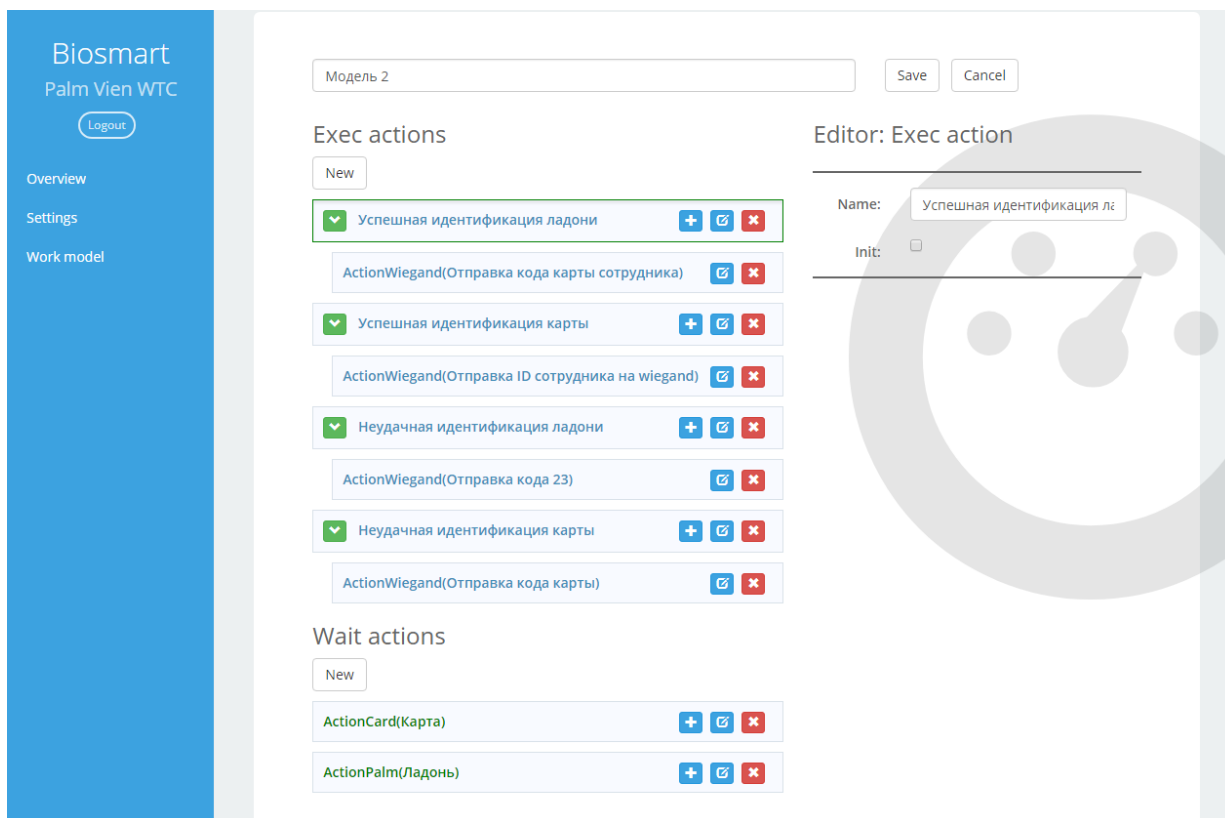 Biosmart
Palm Vien WTC
Logout
Overview
Settings
Work model
Модель 2
Save
Cancel
Exec actions
New
Успешная идентификация ладони
ActionWiegand(Отправка кода карты сотрудника)
Успешная идентификация карты
ActionWiegand(Отправка ID сотрудника на wiegand)
Неудачная идентификация ладони
ActionWiegand(Отправка кода 23)
Неудачная идентификация карты
ActionWiegand(Отправка кода карты)
Wait actions
New
ActionCard(Карта)
ActionPalm(Ладонь)
Editor: Exec action
Name:
Успешная идентификация ла
Init: